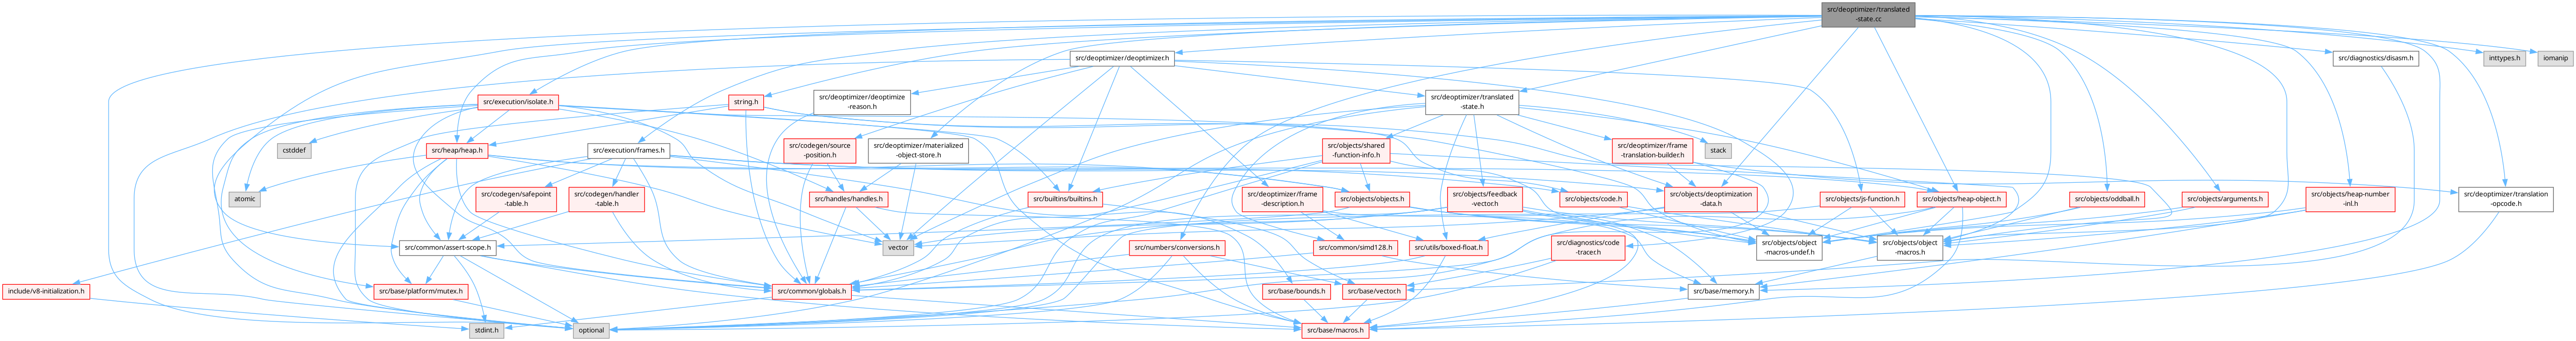 src/deoptimizer/translated
-state.cc
src/deoptimizer/deoptimizer.h
src/diagnostics/disasm.h
inttypes.h
iomanip
src/execution/isolate.h
string.h
src/deoptimizer/deoptimize
-reason.h
src/deoptimizer/translated
-state.h
cstddef
src/heap/heap.h
src/execution/frames.h
src/codegen/source
-position.h
src/deoptimizer/materialized
-object-store.h
src/objects/shared
-function-info.h
src/deoptimizer/frame
-translation-builder.h
stack
atomic
src/codegen/safepoint
-table.h
src/codegen/handler
-table.h
src/handles/handles.h
src/builtins/builtins.h
src/deoptimizer/frame
-description.h
src/objects/objects.h
src/objects/feedback
-vector.h
src/objects/code.h
src/objects/deoptimization
-data.h
src/objects/js-function.h
src/objects/heap-object.h
src/objects/oddball.h
src/objects/arguments.h
src/objects/heap-number
-inl.h
src/deoptimizer/translation
-opcode.h
src/common/assert-scope.h
vector
src/numbers/conversions.h
src/common/simd128.h
src/utils/boxed-float.h
src/diagnostics/code
-tracer.h
src/objects/object
-macros-undef.h
src/objects/object
-macros.h
include/v8-initialization.h
src/base/platform/mutex.h
src/common/globals.h
src/base/bounds.h
src/base/vector.h
src/base/memory.h
stdint.h
optional
src/base/macros.h